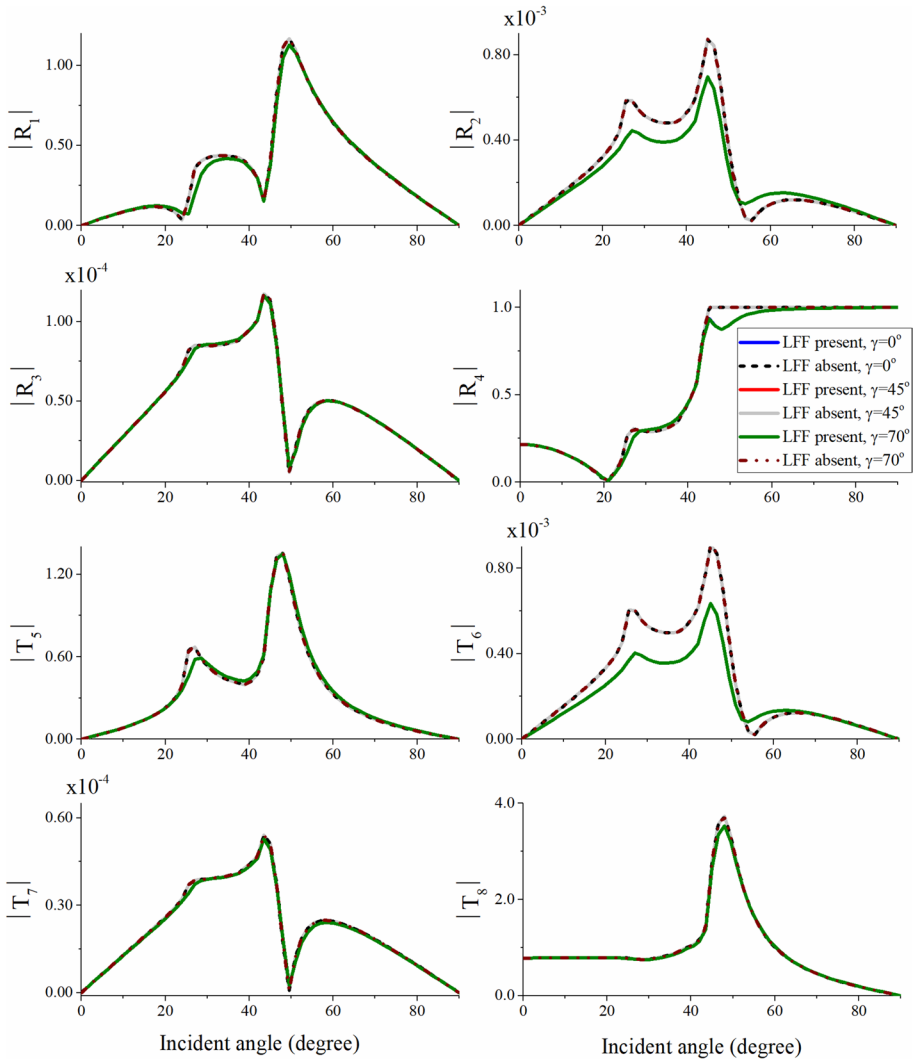 x10-3
1.00
0.50
0.00
|R1|
0 20 40 60 80
0.80
0.40
0.00
|R2|
0 20 40 60 80
x10-4
1.00
0.50
0.00
|R3|
0 20 40 60 80
1.0
0.5
0.0
|R4|
0 20 40 60 80
LFF present, γ=0°
LFF absent, γ=0°
LFF present, γ=45°
LFF absent, γ=45°
LFF present, γ=70°
LFF absent, γ=70°
1.20
0.60
0.00
|T5|
0 20 40 60 80
x10-3
0.80
0.40
0.00
|T6|
0 20 40 60 80
x10-4
0.60
0.30
0.00
|T7|
0 20 40 60 80
4.0
2.0
0.0
|T8|
0 20 40 60 80
Incident angle (degree)
Incident angle (degree)